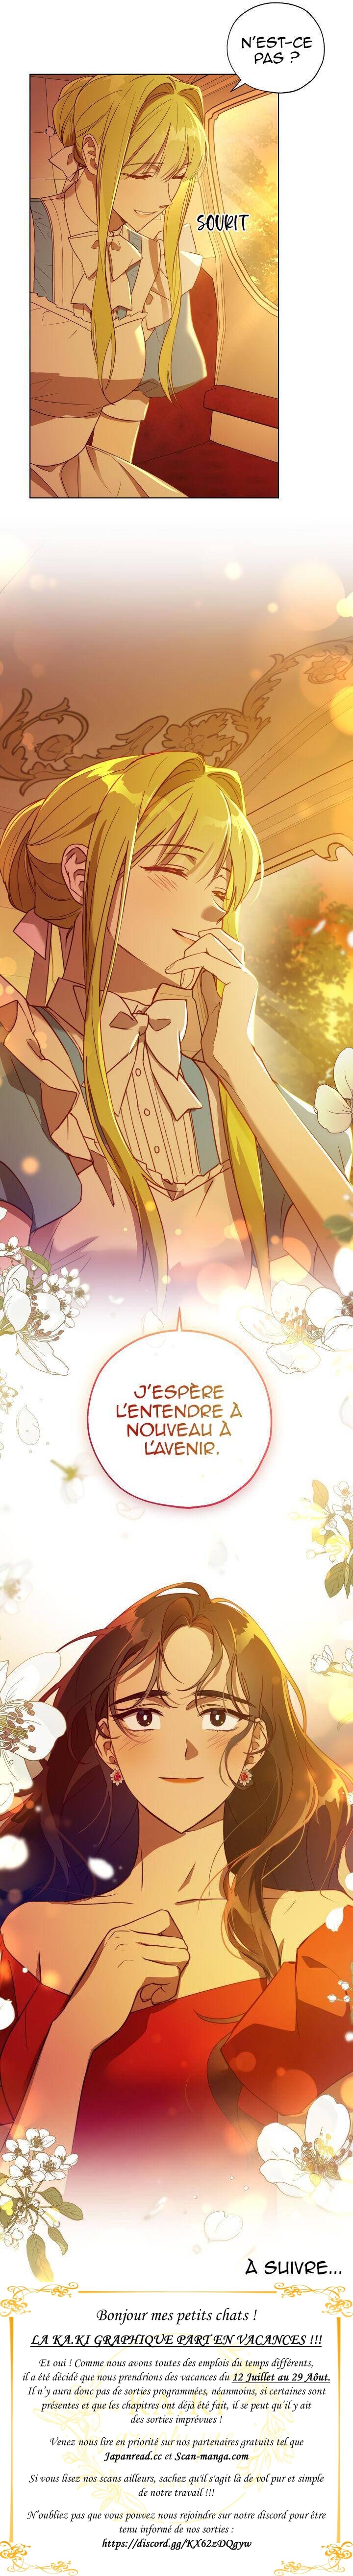 N'EST-CE
PAS ?
SOURIT
J'ESPÈRE
L'ENTENDRE À
NOUVEAU À
L'AVENIR.
À SUIVRE...
Bonjour mes petits chats !
LA KA.KI GRAPHIQUE PART EN VACANCES !!!
Et oui ! Comme nous avons toutes des emplois du temps différents,
il a été décidé que nous prendrions des vacances du 12 Juillet au 29 Aôut.
Il n'y aura donc pas de sorties programmées, néanmoins, si certaines sont
présentes et que les chapitres ont déjà été fait, il se peut qu'il y ait
des sorties imprévues !
Venez nous lire en priorité sur nos partenaires gratuits tel que
Japanread.cc et Scan-manga.com
Si vous lisez nos scans ailleurs, sachez qu'il s'agit là de vol pur et simple
de notre travail !!!
N'oubliez pas que vous pouvez nous rejoindre sur notre discord pour être
tenu informé de nos sorties :
https://discord.gg/KX62zDQgyw